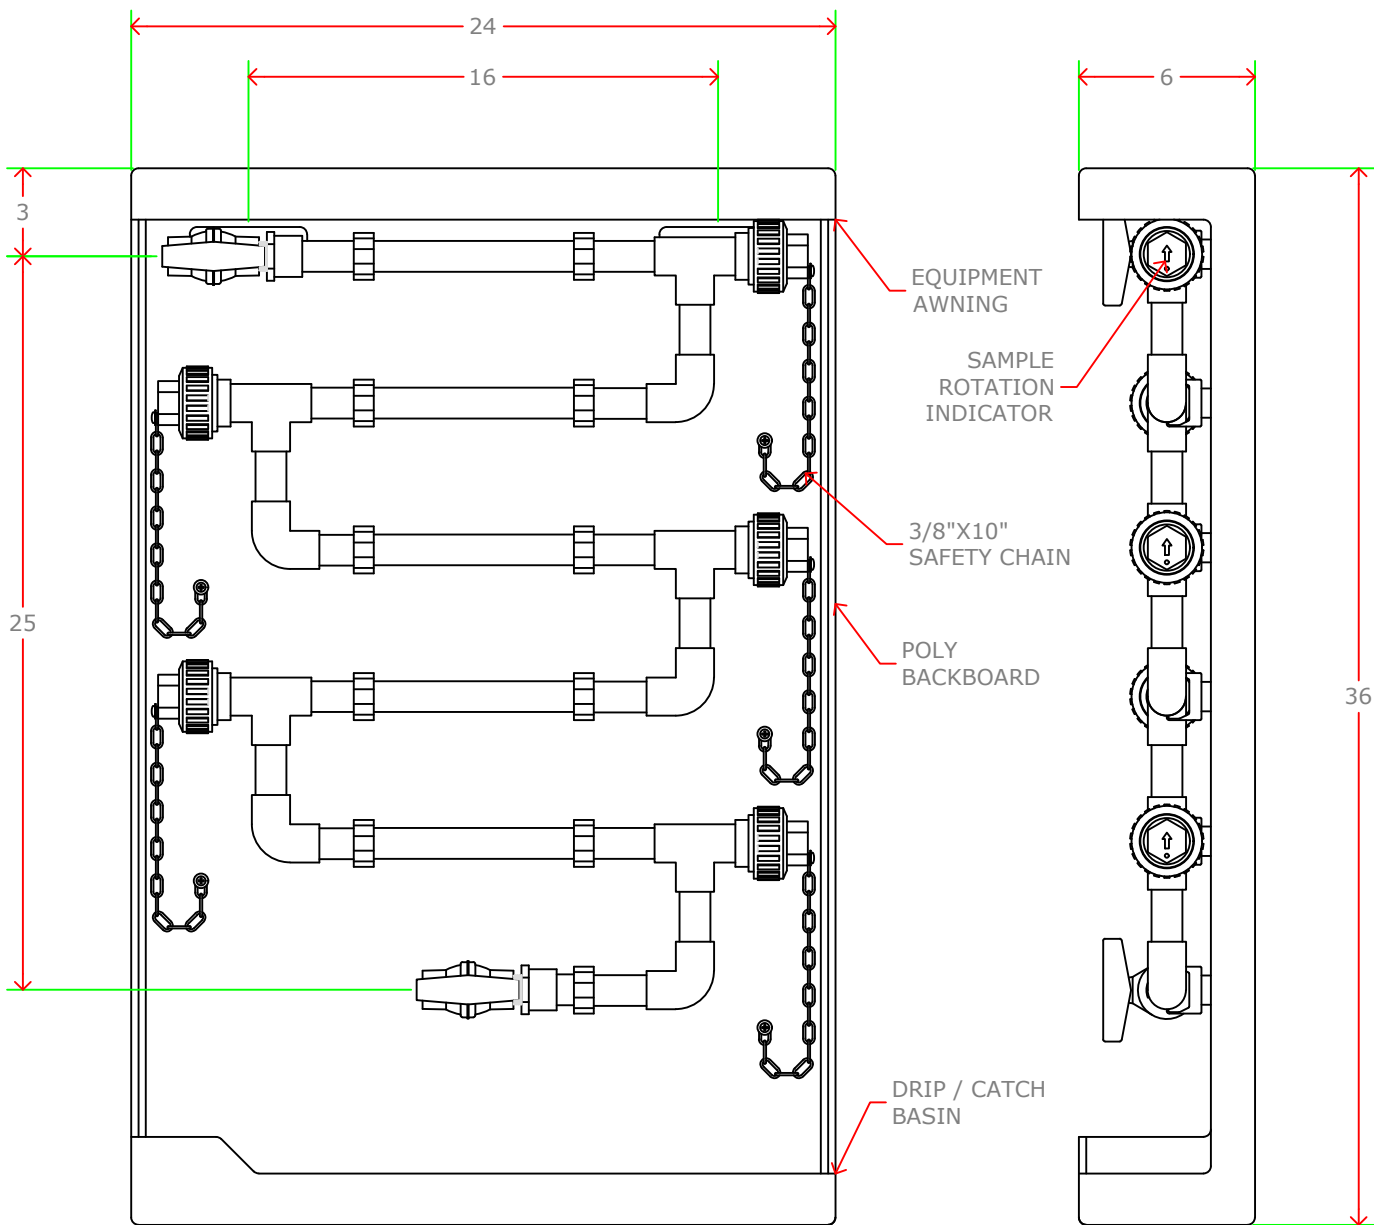 24
16
6
3
EQUIPMENT
AWNING
SAMPLE
ROTATION
INDICATOR
3/8"X10"
SAFETY CHAIN
25
POLY
BACKBOARD
36
DRIP / CATCH
BASIN